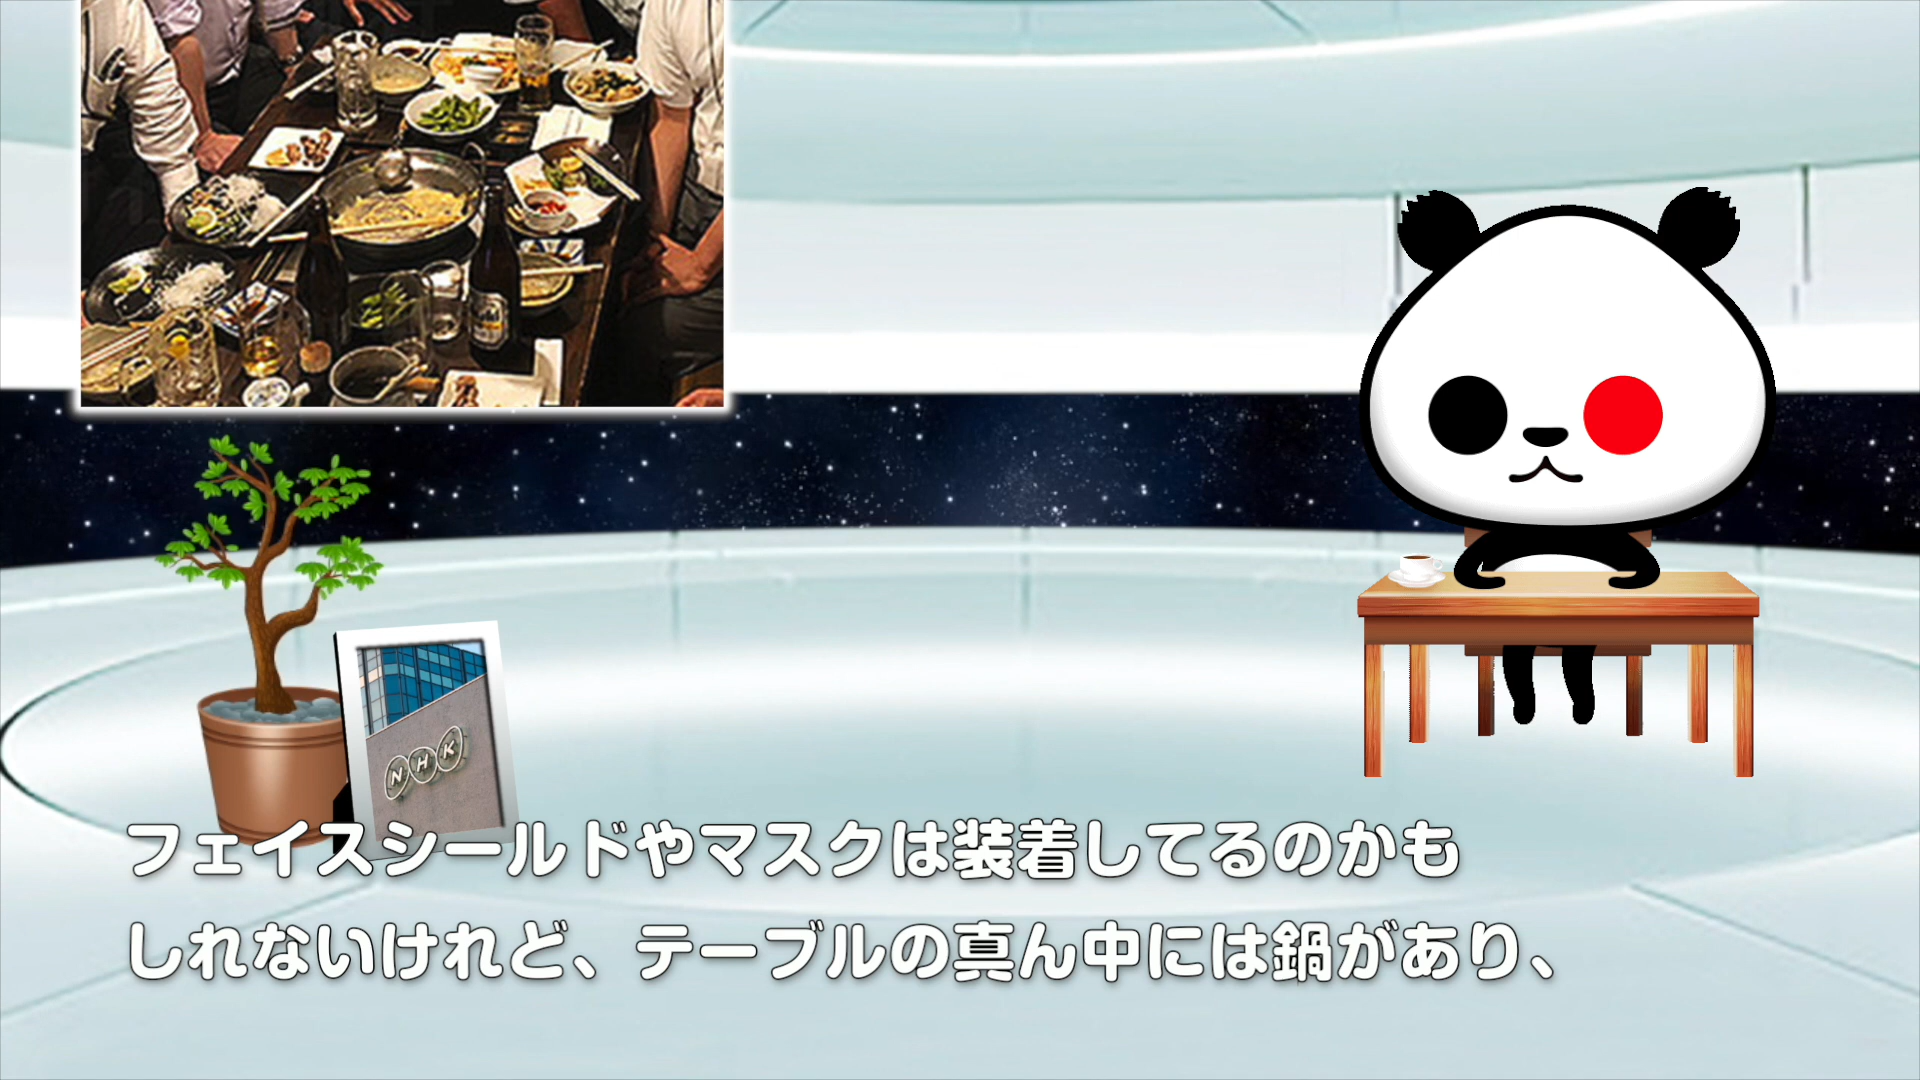 Asahi
NHK
フェイスシールドやマスクは装着してるのかも
しれないけれど、テーブルの真ん中には鍋があり、